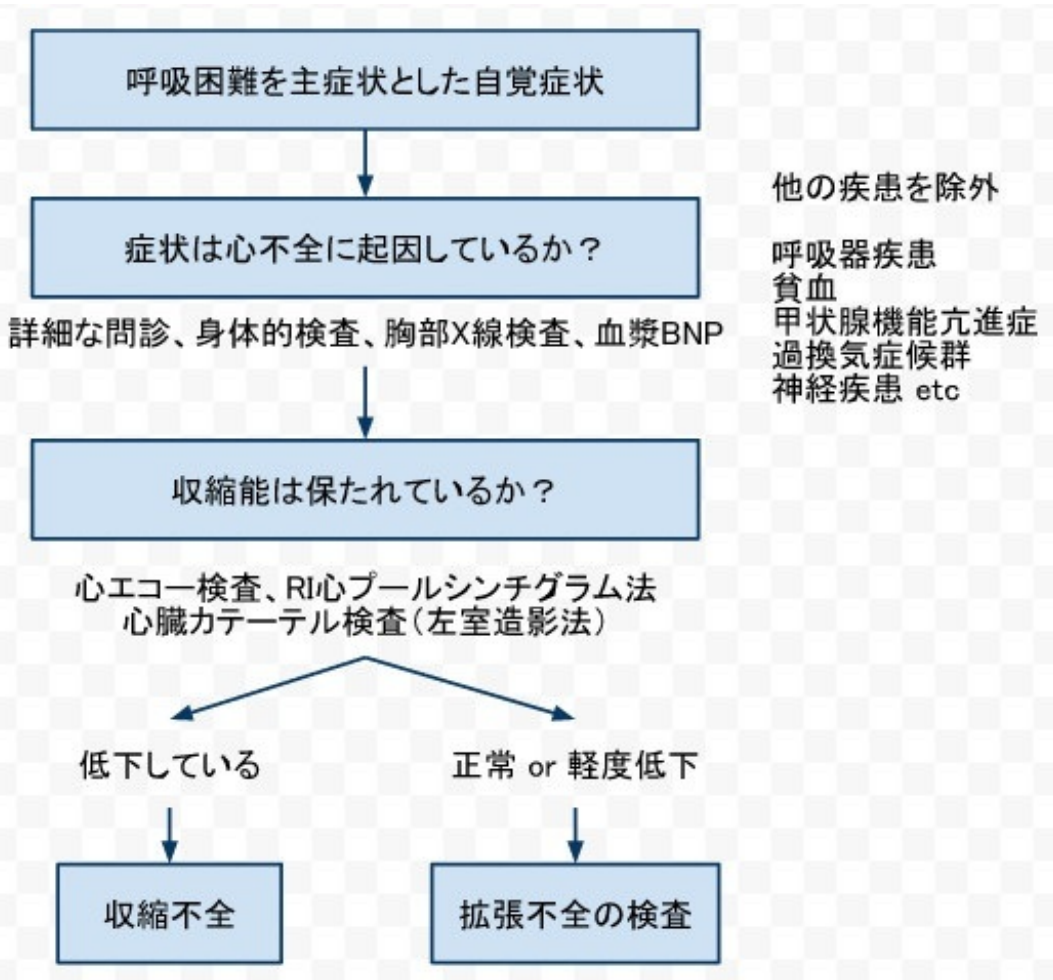 呼吸困難を主症状とした自覚症状
症状は心不全に起因しているか？
詳細な問診、身体的検査、胸部X線検査、血漿BNP
他の疾患を除外
呼吸器疾患
貧血
甲状腺機能亢進症
過換気症候群
神経疾患 etc
収縮能は保たれているか？
心エコー検査、RI心プールシンチグラム法
心臓カテーテル検査（左室造影法）
低下している
正常 or 軽度低下
収縮不全
拡張不全の検査